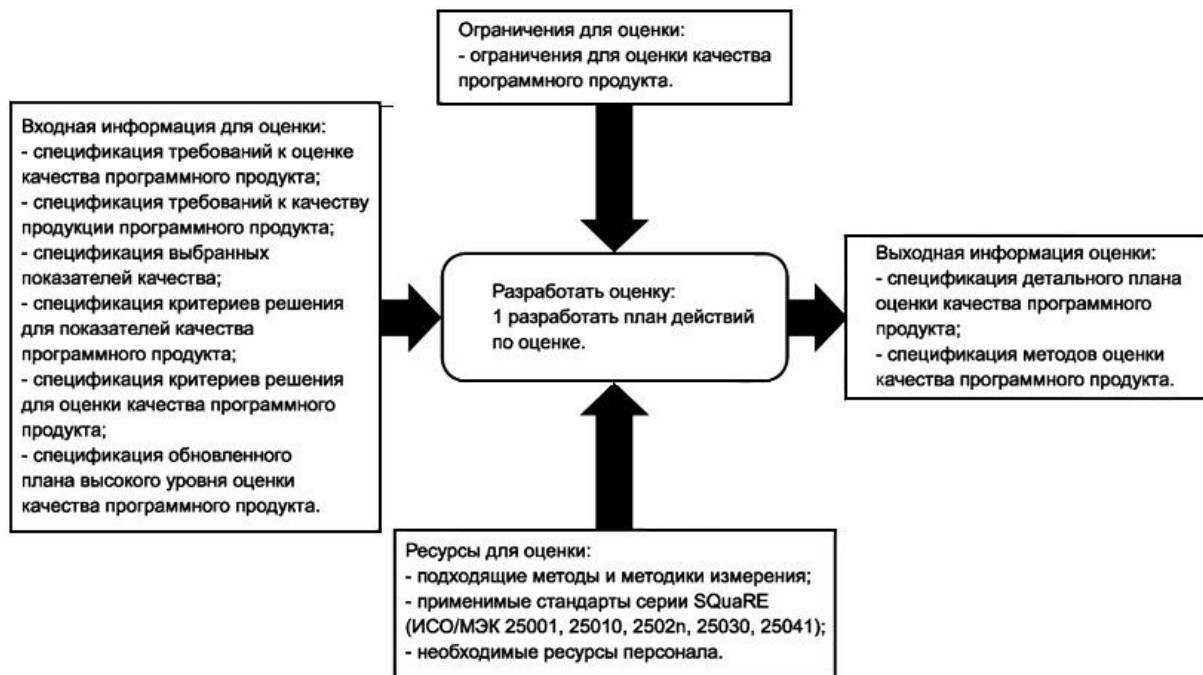 Ограничения для оценки:
- ограничения для оценки качества
программного продукта.
Входная информация для оценки:
- спецификация требований к оценке
качества программного продукта;
- спецификация требований к качеству
продукции программного продукта;
- спецификация выбранных
показателей качества;
- спецификация критериев решения
для показателей качества
программного продукта;
- спецификация критериев решения
для оценки качества программного
продукта;
- спецификация обновленного
плана высокого уровня оценки
качества программного продукта.
Разработать оценку:
1 разработать план действий
по оценке.
Выходная информация оценки:
- спецификация детального плана
оценки качества программного
продукта;
- спецификация методов оценки
качества программного продукта.
Ресурсы для оценки:
- подходящие методы и методики измерения;
- применимые стандарты серии SQuaRE
(ИСО/МЭК 25001, 25010, 2502n, 25030, 25041);
- необходимые ресурсы персонала.